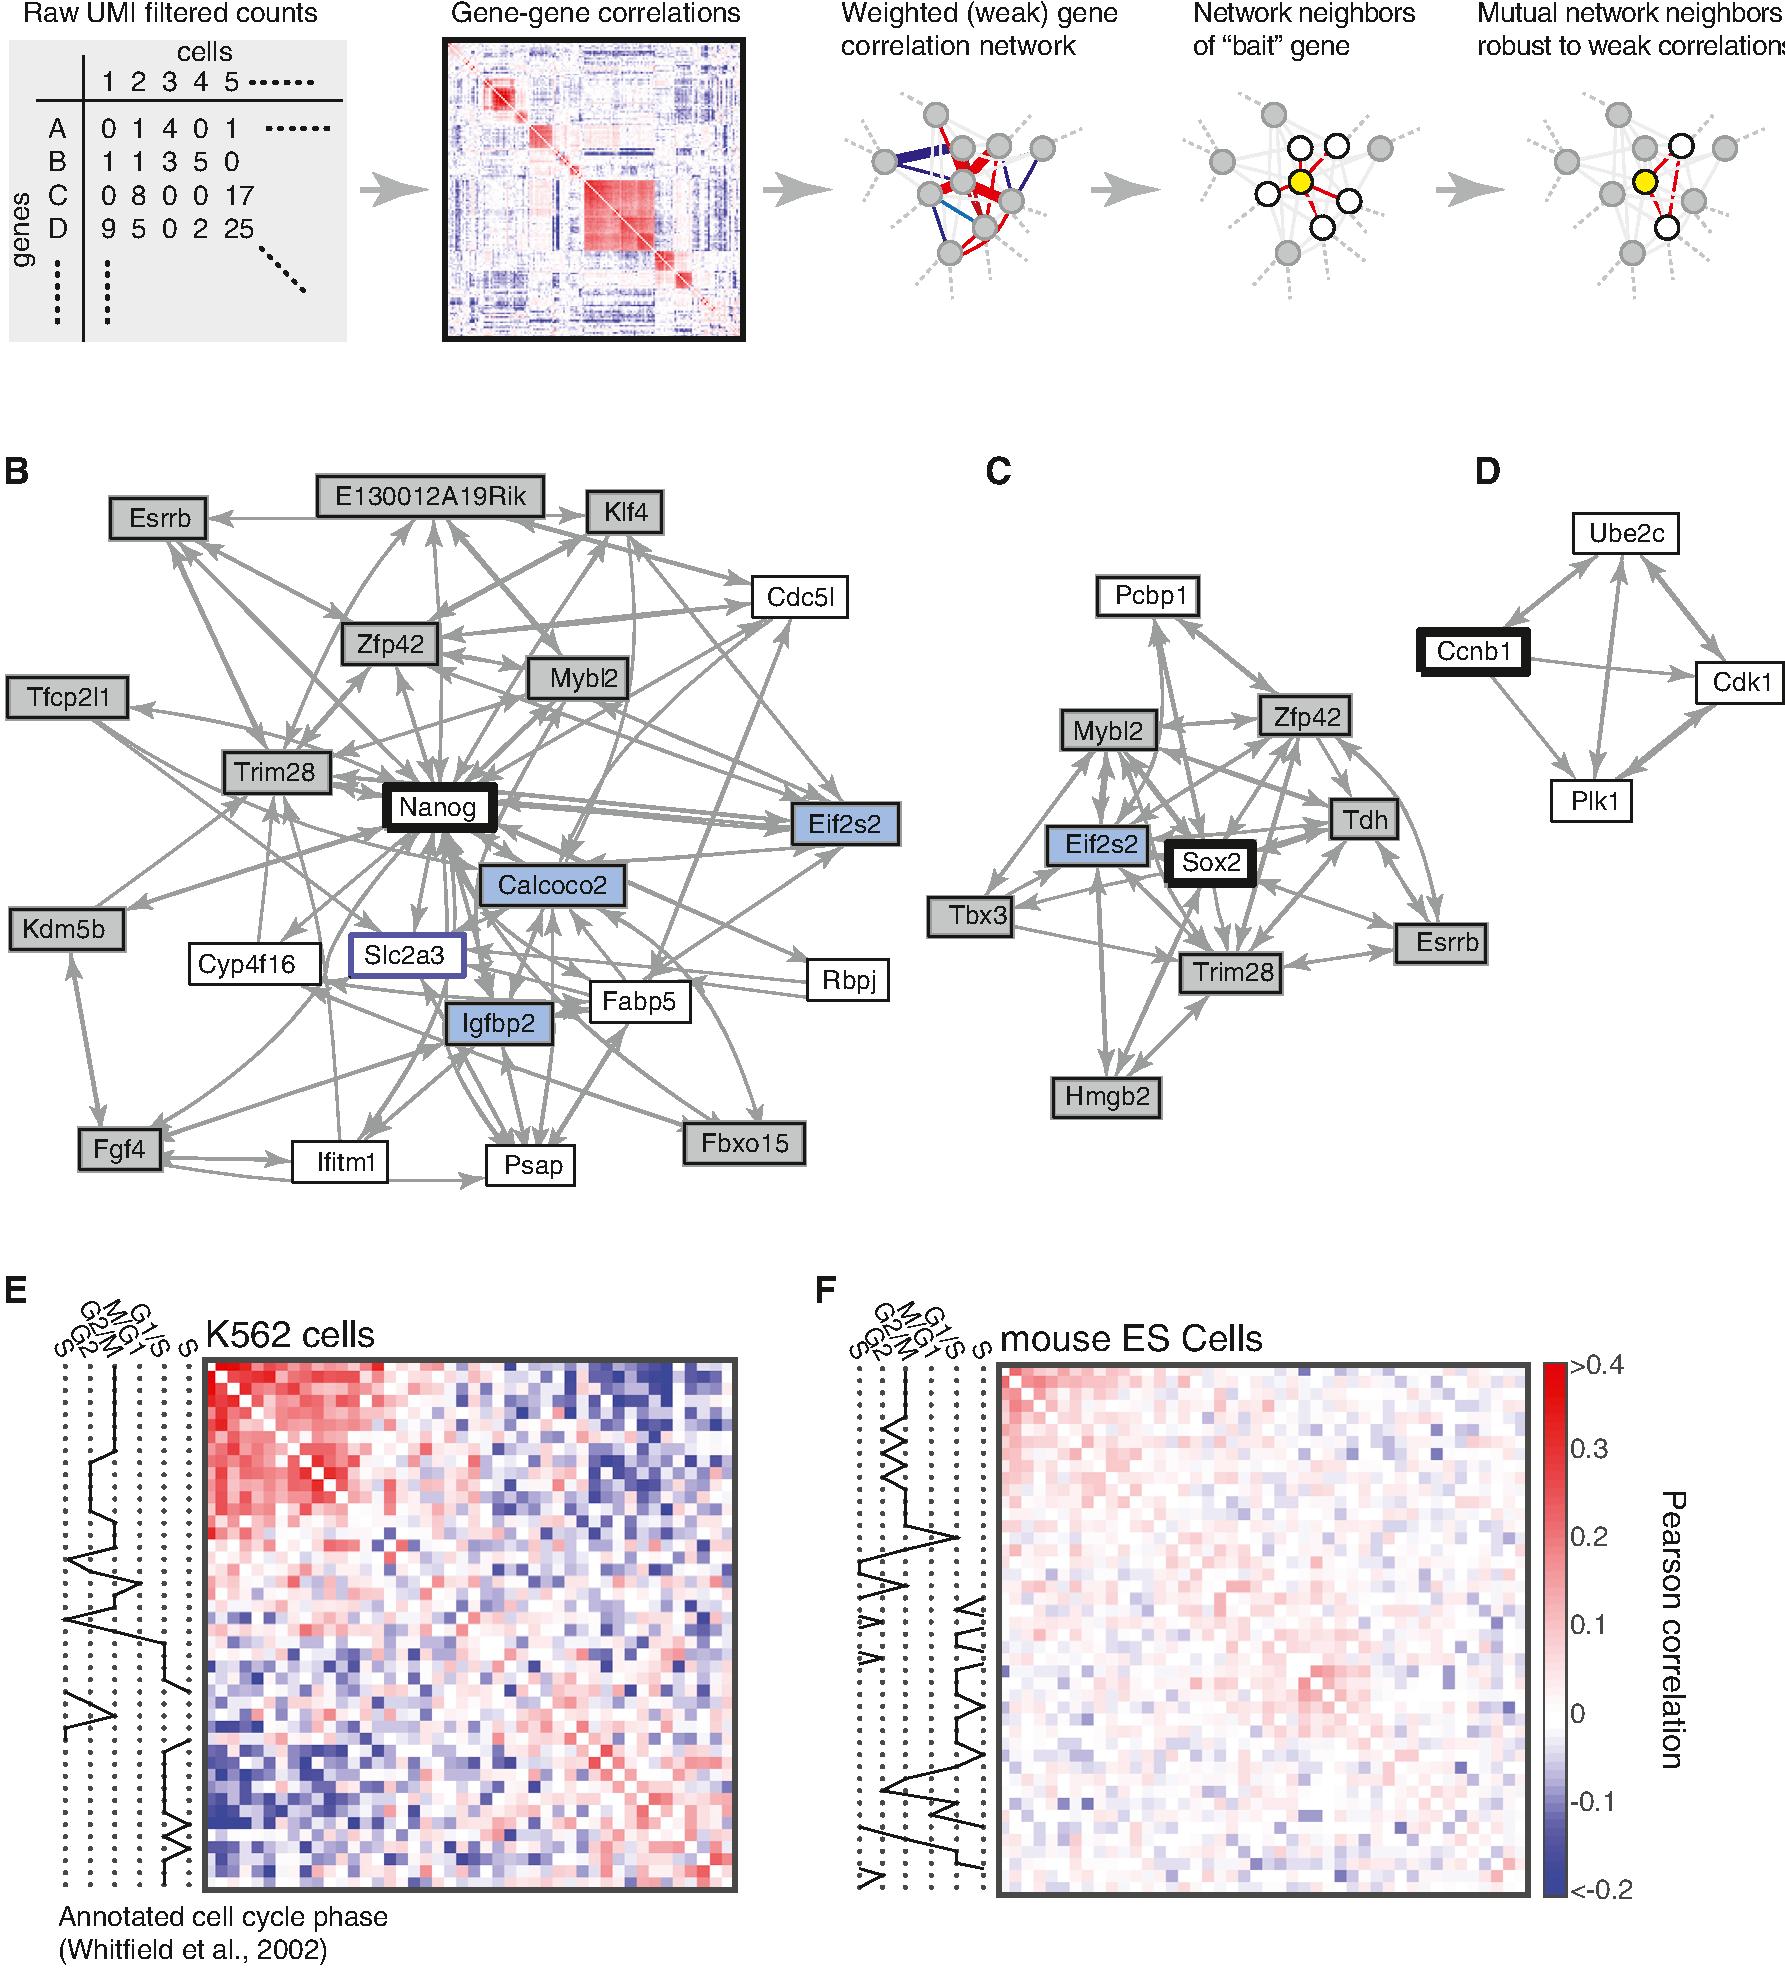 Raw UMI filtered counts
cells
1 2 3 4 5
genes
A 0 1 4 0 1
B 1 1 3 5 0
C 0 8 0 0 17
D 9 5 0 2 25
Gene-gene correlations
Weighted (weak) gene
correlation network
Network neighbors
of “bait” gene
Mutual network neighbors
robust to weak correlations
B
Esrrb
E130012A19Rik
Klf4
Cdc5l
Zfp42
Mybl2
Tfcp2l1
Trim28
Nanog
Eif2s2
Calcoco2
Kdm5b
Cyp4f16
Slc2a3
Rbpj
Fabp5
Igfbp2
Fgf4
Ifitm1
Psap
Fbxo15
C
Pcbp1
Mybl2
Zfp42
Tdh
Eif2s2
Sox2
Tbx3
Esrrb
Trim28
Hmgb2
D
Ube2c
Ccnb1
Cdk1
Plk1
E
S
G2
G2/M
M/G1
G1/S
S
K562 cells
Annotated cell cycle phase
(Whitfield et al., 2002)
F
S
G2
G2/M
M/G1
G1/S
S
mouse ES Cells
>0.4
0.3
0.2
0.1
0
-0.1
<-0.2
Pearson correlation